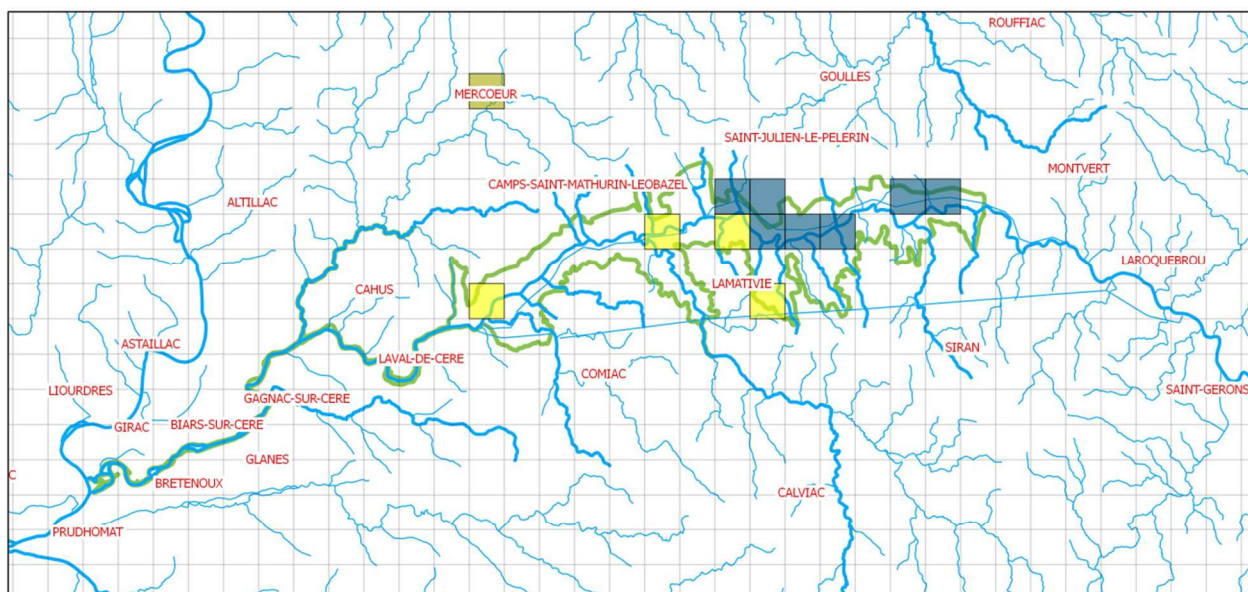 ROUFFIAC
GOULLES
MERCOEUR
SAINT-JULIEN-LE-PELERIN
MONTVERT
CAMPS-SAINT-MATHURIN-LEOBAZEL
ALTILLAC
LAROQUEBROU
LAMATIVIE
CAHUS
ASTAILLAC
SIRAN
LAVAL-DE-CERE
COMIAC
LIOURDRES
SAINT-GERONS
GAGNAC-SUR-CERE
GIRAC
BIARS-SUR-CERE
GLANES
C
BRETENOUX
CALVIAC
PRUDHOMAT